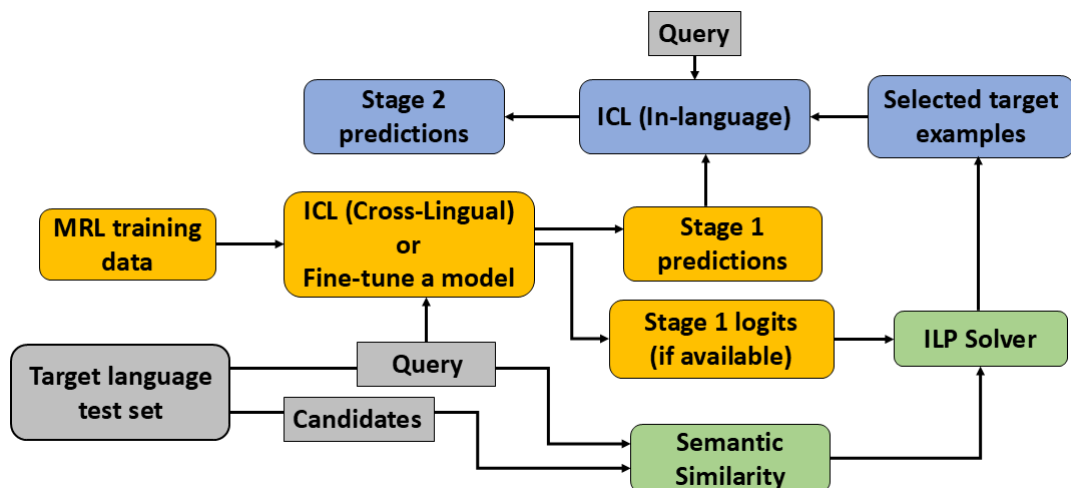 Query
Stage 2
predictions
ICL (In-language)
Selected target
examples
MRL training
data
ICL (Cross-Lingual)
or
Fine-tune a model
Stage 1
predictions
Stage 1 logits
(if available)
ILP Solver
Target language
test set
Query
Candidates
Semantic
Similarity